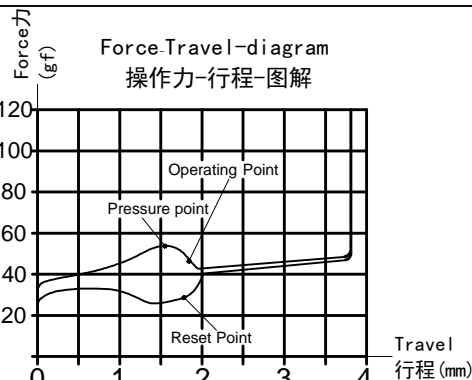 Force力
(gf)
Force-Travel-diagram
操作力-行程-图解
120
100
80
60
40
20
Operating Point
Pressure point
Reset Point
0
1
2
3
4
Travel
行程(mm)